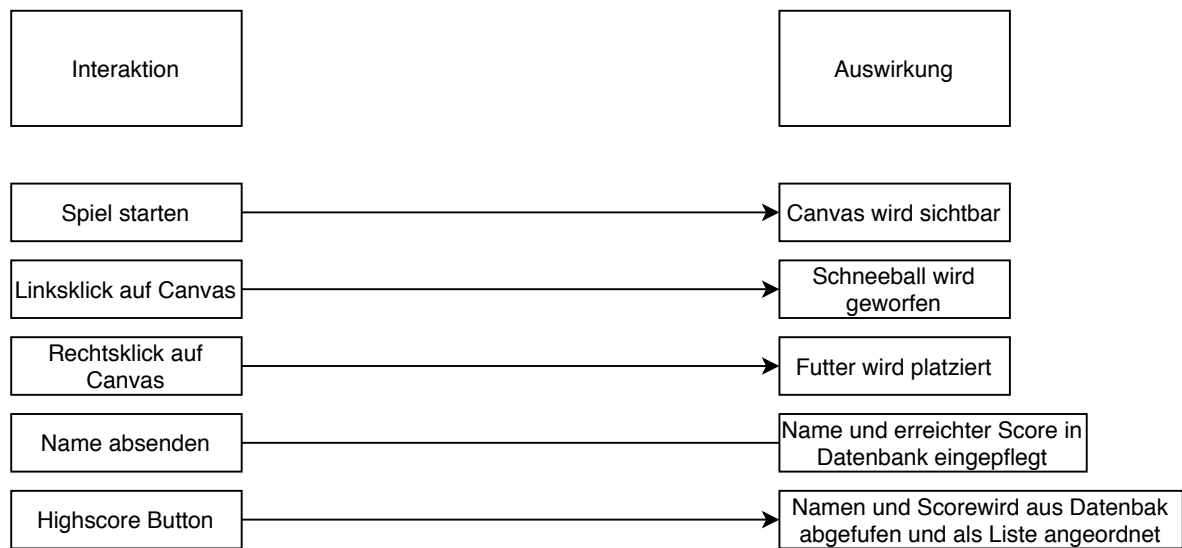 Interaktion
Auswirkung
Spiel starten
Canvas wird sichtbar
Linksklick auf Canvas
Schneeball wird
geworfen
Rechtsklick auf
Canvas
Futter wird platziert
Name absenden
Name und erreichter Score in
Datenbank eingepflegt
Highscore Button
Namen und Scorewird aus Datenbak
abgefufen und als Liste angeordnet